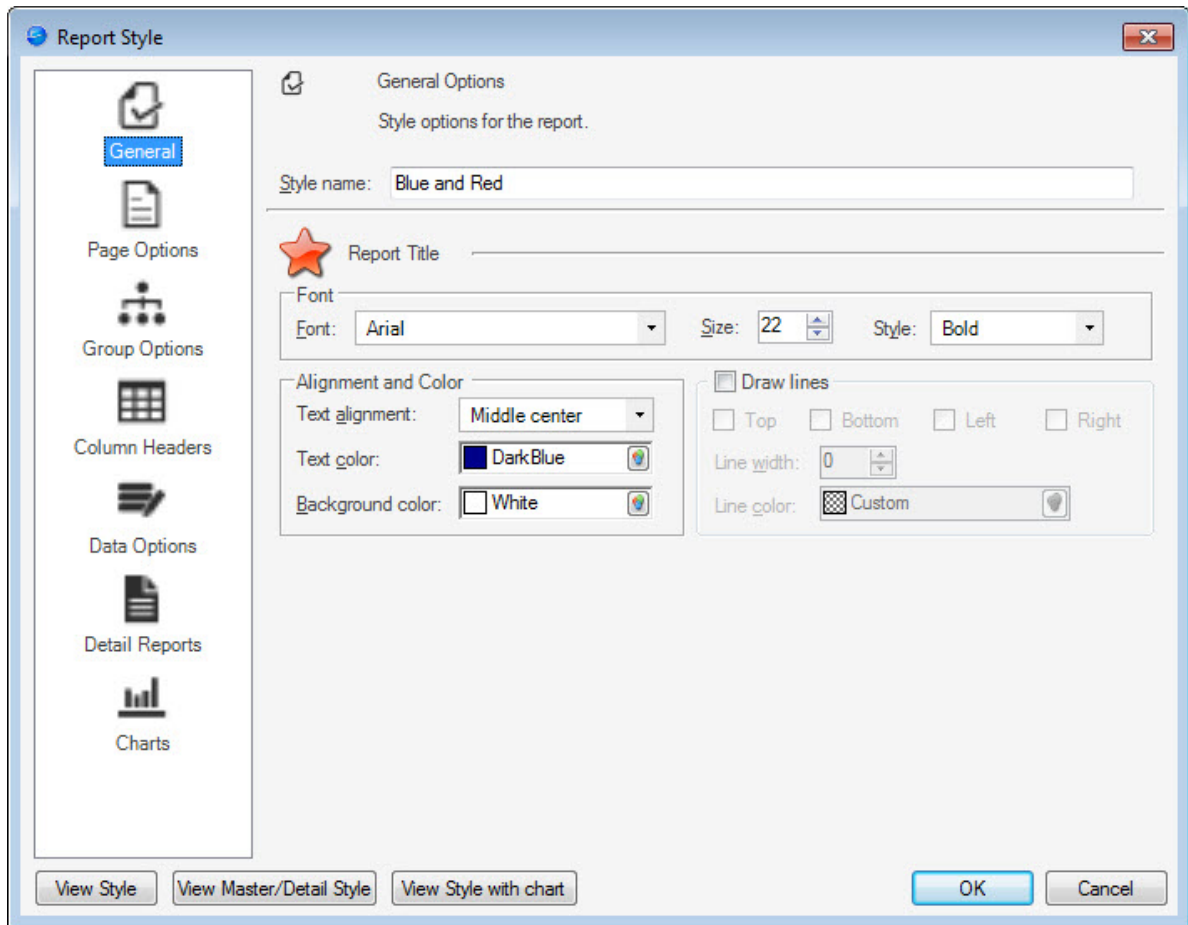 Report Style
General
Page Options
Group Options
Column Headers
Data Options
Detail Reports
Charts
General Options
Style options for the report.
Style name: Blue and Red
Report Title
Font
Font: Arial Size: 22 Style: Bold
Alignment and Color
Text alignment: Middle center
Text color: DarkBlue
Background color: White
Draw lines
Top Bottom Left Right
Line width: 0
Line color: Custom
View Style View Master/Detail Style View Style with chart OK Cancel